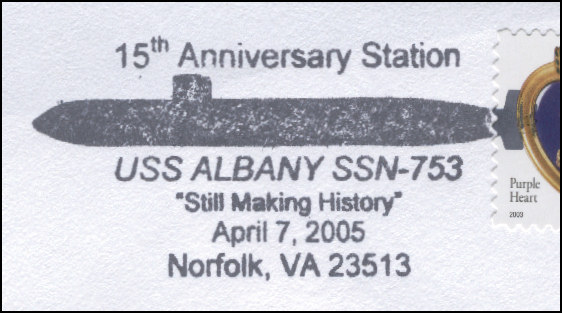 15th Anniversary Station
USS ALBANY SSN-753
"Still Making History"
April 7, 2005
Norfolk, VA 23513
Purple
Heart
2003